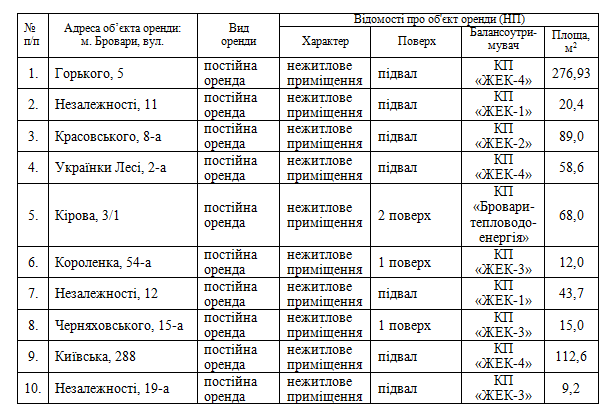 № п/п | Адреса об’єкта оренди: м. Бровари, вул. | Вид оренди | Відомості про об'єкт оренди (НП)
Характер | Поверх | Балансоутри-мувач | Площа, м2
1. | Горького, 5 | постійна оренда | нежитлове приміщення | підвал | КП «ЖЕК-4» | 276,93
2. | Незалежності, 11 | постійна оренда | нежитлове приміщення | підвал | КП «ЖЕК-1» | 20,4
3. | Красовського, 8-а | постійна оренда | нежитлове приміщення | підвал | КП «ЖЕК-2» | 89,0
4. | Українки Лесі, 2-а | постійна оренда | нежитлове приміщення | підвал | КП «ЖЕК-4» | 58,6
5. | Кірова, 3/1 | постійна оренда | нежитлове приміщення | 2 поверх | КП «Бровари-тепловодо-енергія» | 68,0
6. | Короленка, 54-а | постійна оренда | нежитлове приміщення | 1 поверх | КП «ЖЕК-3» | 12,0
7. | Незалежності, 12 | постійна оренда | нежитлове приміщення | підвал | КП «ЖЕК-1» | 43,7
8. | Черняховського, 15-а | постійна оренда | нежитлове приміщення | 1 поверх | КП «ЖЕК-3» | 15,0
9. | Київська, 288 | постійна оренда | нежитлове приміщення | підвал | КП «ЖЕК-4» | 112,6
10. | Незалежності, 19-а | постійна оренда | нежитлове приміщення | підвал | КП «ЖЕК-3» | 9,2